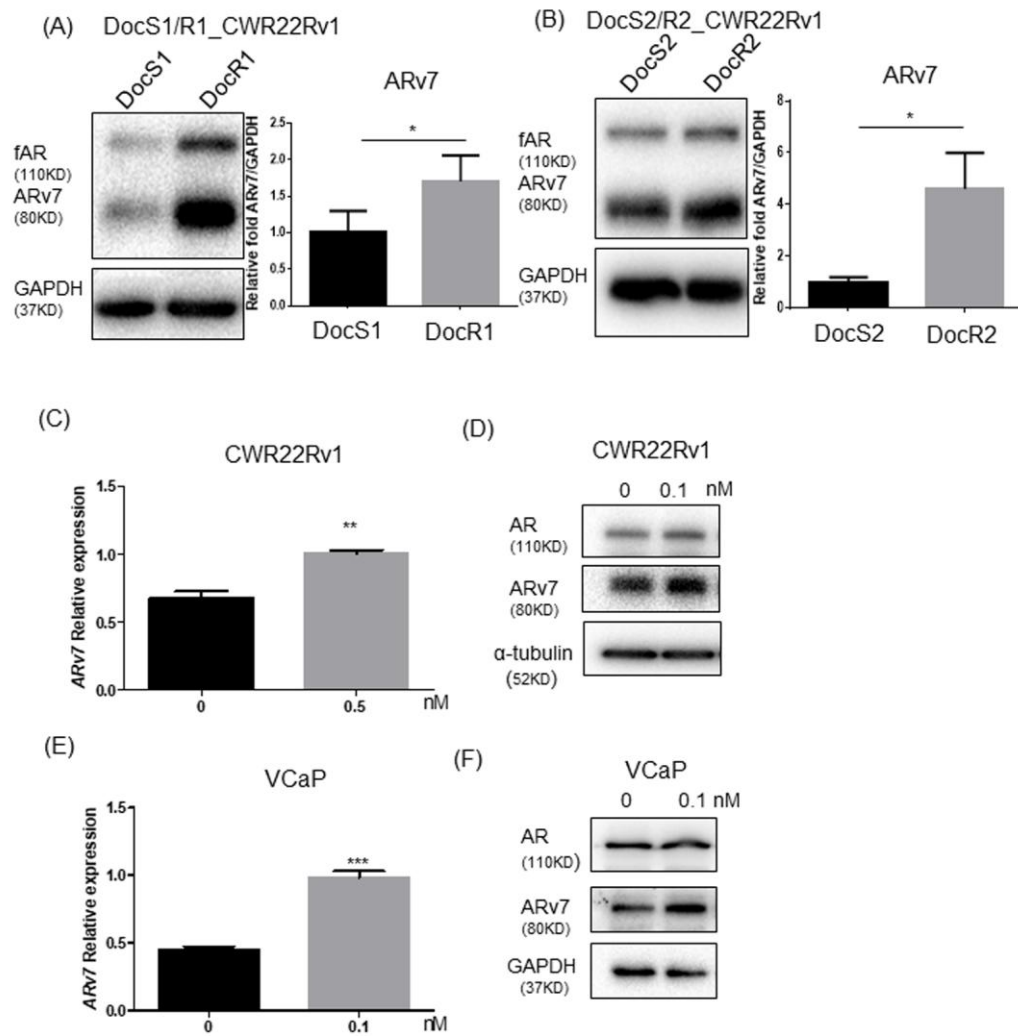 (A) DocS1/R1_CWR22Rv1
DocS1 DocR1
fAR
(110KD)
ARv7
(80KD)
GAPDH
(37KD)
ARv7
Relative fold ARv7/GAPDH
2.5
2.0
1.5
1.0
0.5
0.0
*
DocS1 DocR1
(B) DocS2/R2_CWR22Rv1
DocS2 DocR2
fAR
(110KD)
ARv7
(80KD)
GAPDH
(37KD)
ARv7
Relative fold ARv7/GAPDH
8
6
4
2
0
*
DocS2 DocR2
(C)
CWR22Rv1
ARv7 Relative expression
1.5
1.0
0.5
0.0
**
0 0.5 nM
(D)
CWR22Rv1
0 0.1 nM
AR
(110KD)
ARv7
(80KD)
α-tubulin
(52KD)
(E)
VCaP
ARv7 Relative expression
1.5
1.0
0.5
0.0
***
0 0.1 nM
(F)
VCaP
0 0.1 nM
AR
(110KD)
ARv7
(80KD)
GAPDH
(37KD)